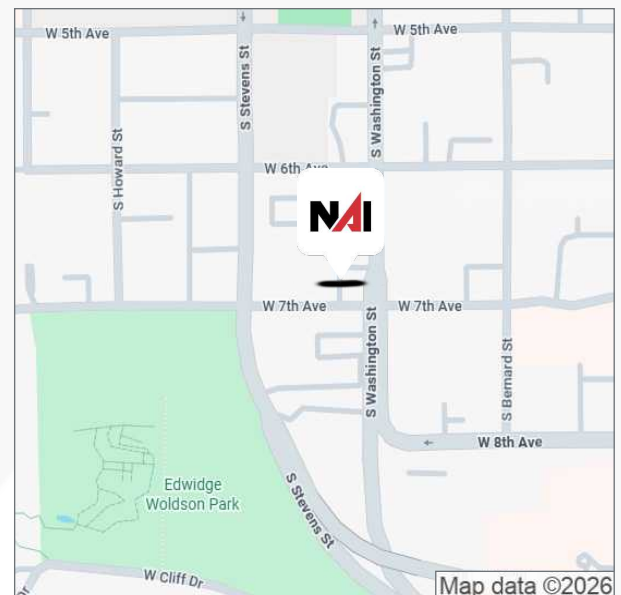 W 5th Ave
W 5th Ave
S Stevens St
S Washington St
S Howard St
W 6th Ave
NAI
W 7th Ave
W 7th Ave
S Washington St
S Bernard St
W 8th Ave
Edwidge
Woldson Park
S Stevens St
W Cliff Dr
Map data ©2026